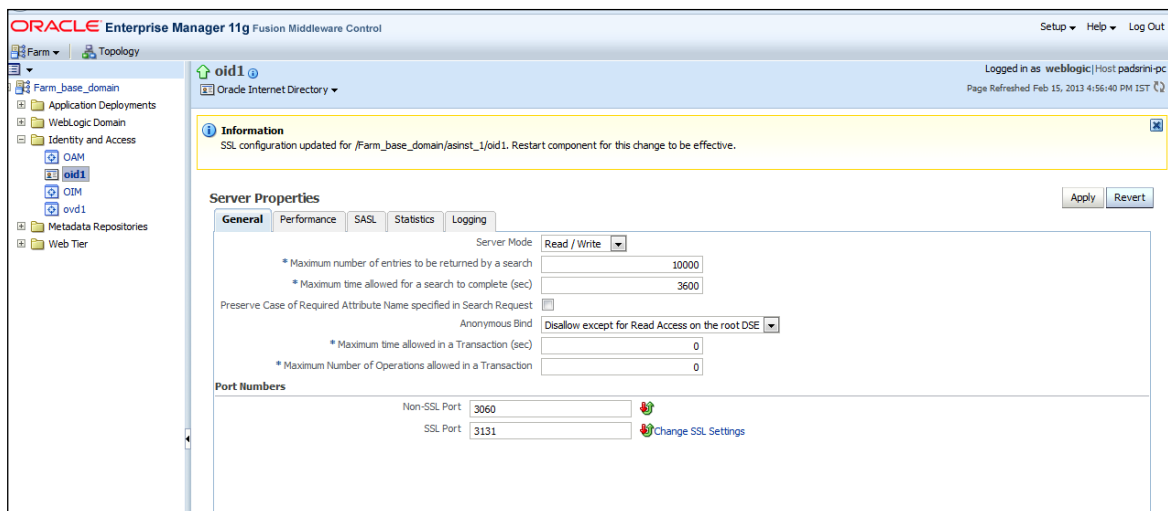 ORACLE Enterprise Manager 11g Fusion Middleware Control
Setup Help Log Out
Farm Topology
oid1
Logged in as weblogic|Host padsrini-pc
Oracle Internet Directory
Page Refreshed Feb 15, 2013 4:56:40 PM IST
Farm_base_domain
Application Deployments
WebLogic Domain
Identity and Access
OAM
oid1
OIM
ovd1
Metadata Repositories
Web Tier
Information
SSL configuration updated for /Farm_base_domain/asinst_1/oid1. Restart component for this change to be effective.
Server Properties
Apply Revert
General Performance SASL Statistics Logging
Server Mode Read / Write
* Maximum number of entries to be returned by a search 10000
* Maximum time allowed for a search to complete (sec) 3600
Preserve Case of Required Attribute Name specified in Search Request
Anonymous Bind Disallow except for Read Access on the root DSE
* Maximum time allowed in a Transaction (sec) 0
* Maximum Number of Operations allowed in a Transaction 0
Port Numbers
Non-SSL Port 3060
SSL Port 3131 Change SSL Settings